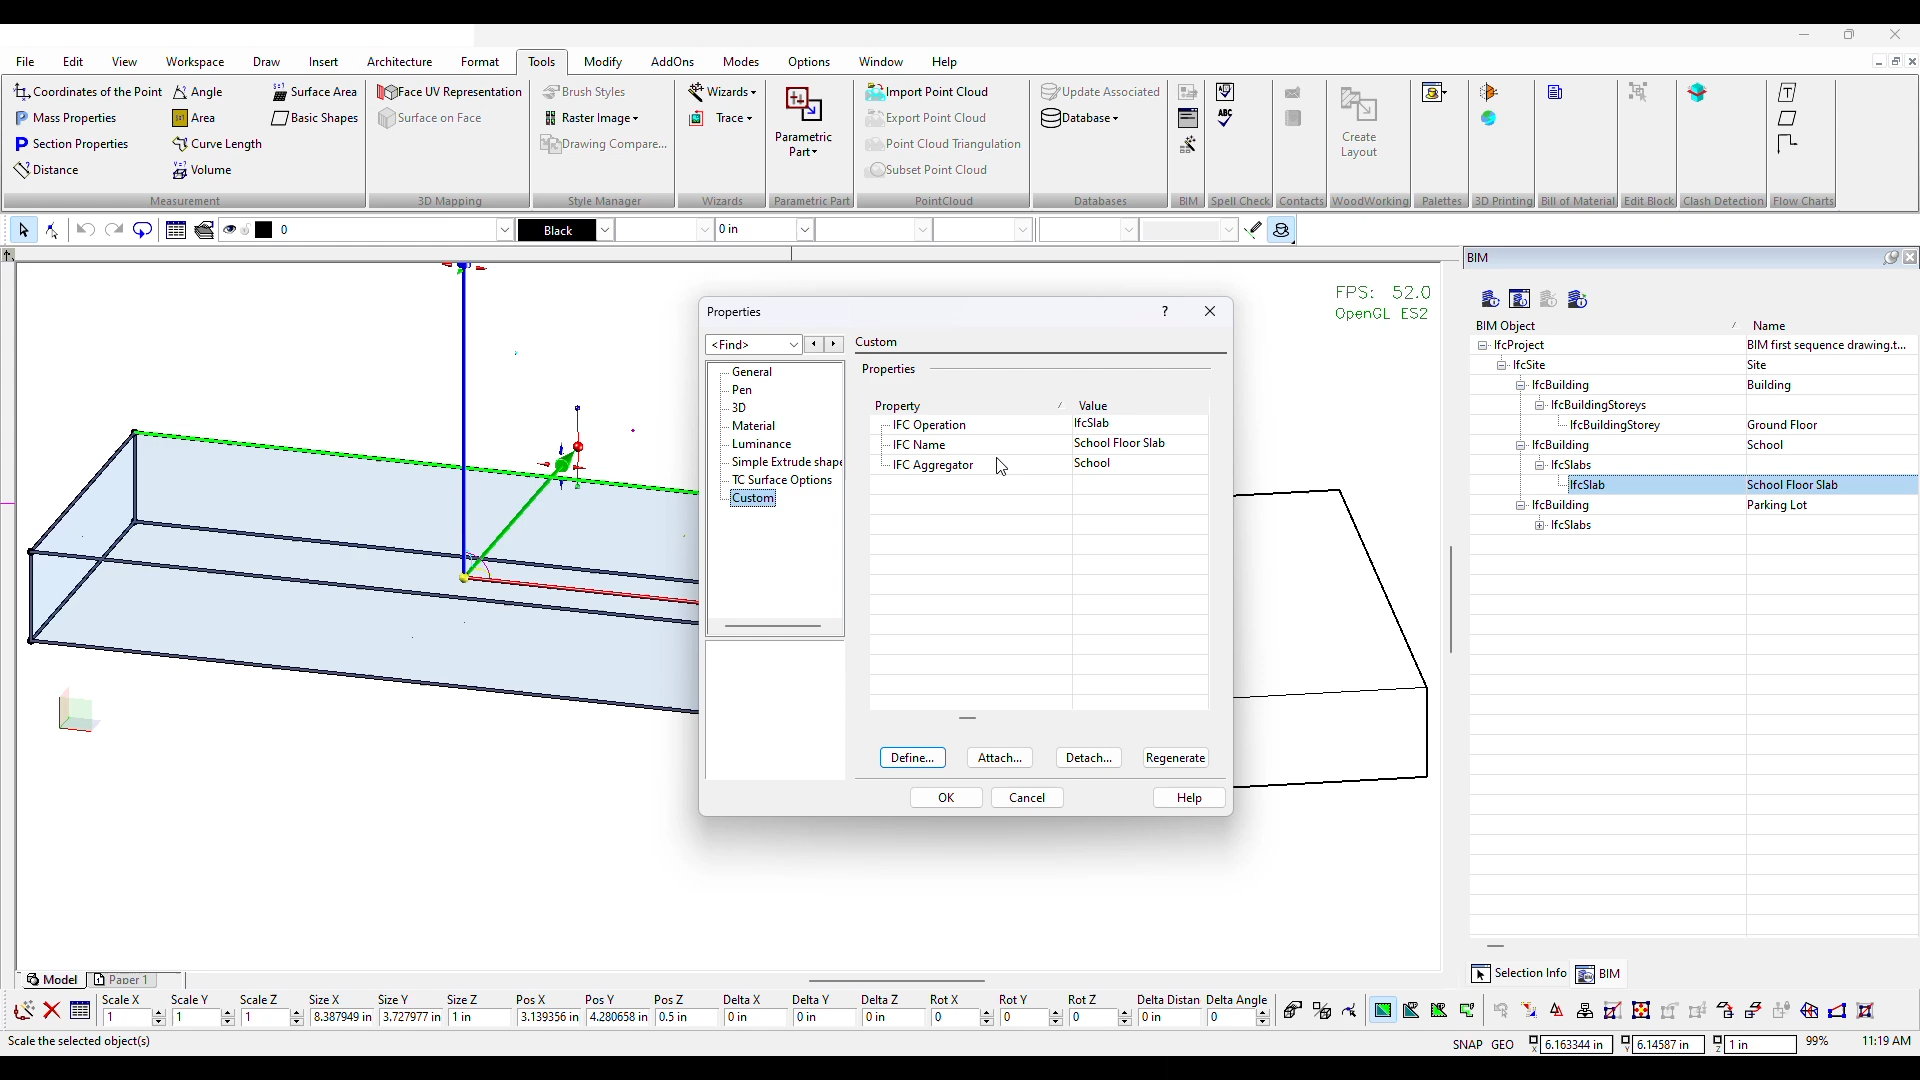 File Edit View Workspace Draw Insert Architecture Format Tools Modify AddOns Modes Options Window Help
Coordinates of the Point Angle Surface Area Face UV Representation Brush Styles Wizards Import Point Cloud Update Associated
Mass Properties Area Basic Shapes Surface on Face Raster Image Trace Export Point Cloud Database
Section Properties Curve Length Drawing Compare... Parametric Part Point Cloud Triangulation Create Layout
Distance Volume Subset Point Cloud
Measurement 3D Mapping Style Manager Wizards Parametric Part PointCloud Databases BIM Spell Check Contacts WoodWorking Palettes 3D Printing Bill of Material Edit Block Clash Detection Flow Charts
0 Black 0 in
BIM
FPS: 52.0
OpenGL ES2
BIM Object Name
IfcProject BIM first sequence drawing.t...
IfcSite Site
IfcBuilding Building
IfcBuildingStoreys
IfcBuildingStorey Ground Floor
IfcBuilding School
IfcSlabs
IfcSlab School Floor Slab
IfcBuilding Parking Lot
IfcSlabs
Properties ?
<Find> Custom
General
Pen
3D
Material
Luminance
Simple Extrude shape
TC Surface Options
Custom
Properties
Property Value
IFC Operation IfcSlab
IFC Name School Floor Slab
IFC Aggregator School
Define... Attach... Detach... Regenerate
OK Cancel Help
Selection Info BIM
Model Paper 1
Scale X Scale Y Scale Z Size X Size Y Size Z Pos X Pos Y Pos Z Delta X Delta Y Delta Z Rot X Rot Y Rot Z Delta Distan Delta Angle
1 1 1 8.387949 in 3.727977 in 1 in 3.139356 in 4.280658 in 0.5 in 0 in 0 in 0 in 0 0 0 0 in 0
Scale the selected object(s) SNAP GEO X 6.163344 in Y 6.14587 in Z 1 in 99% 11:19 AM